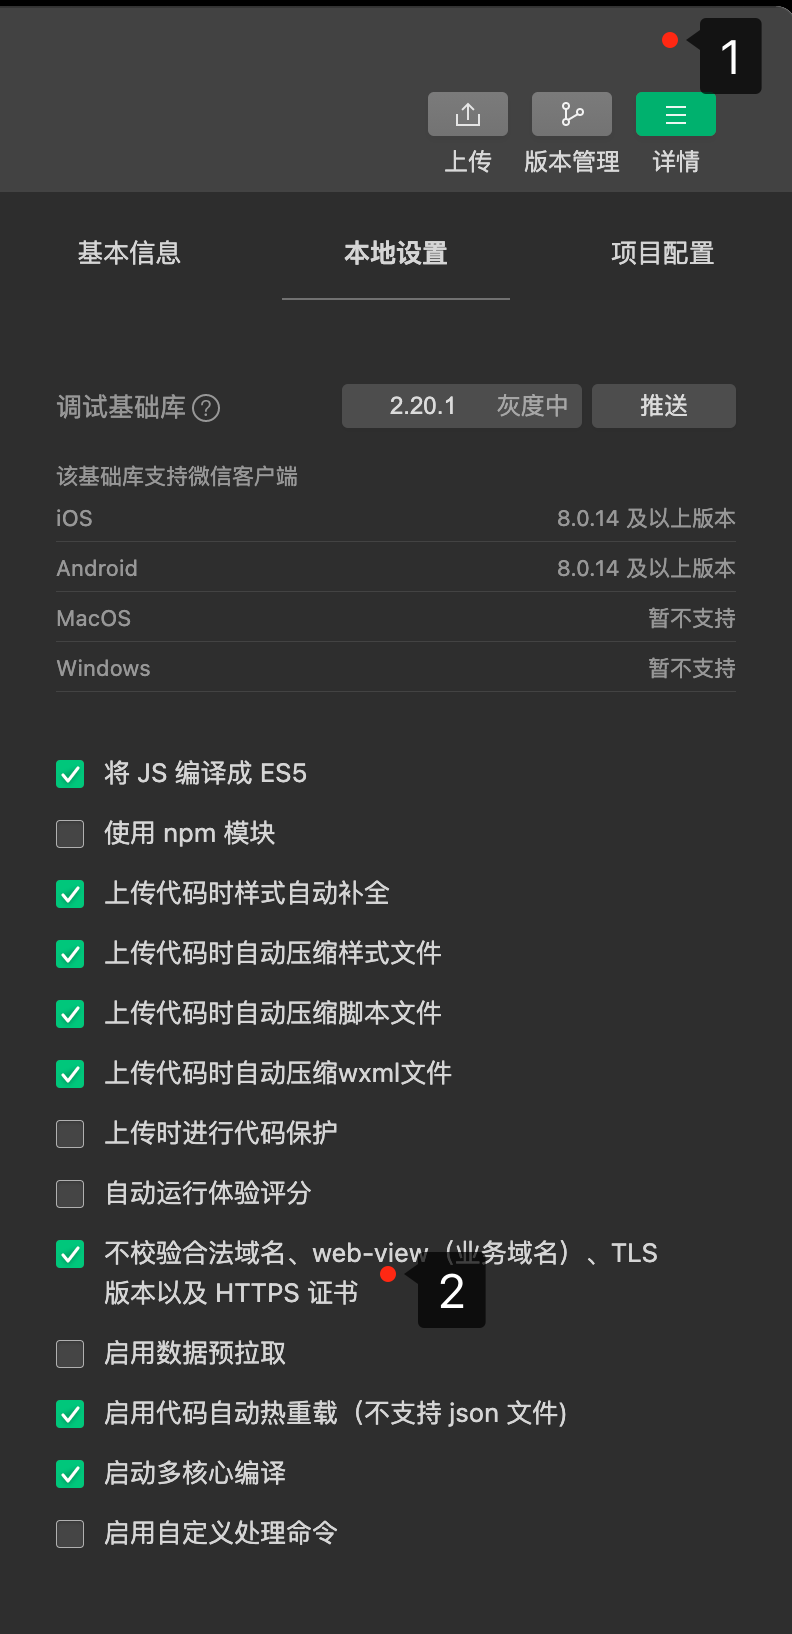 1
上传
版本管理
详情
基本信息
本地设置
项目配置
调试基础库 ?
2.20.1 灰度中
推送
该基础库支持微信客户端
iOS 8.0.14 及以上版本
Android 8.0.14 及以上版本
MacOS 暂不支持
Windows 暂不支持
将 JS 编译成 ES5
使用 npm 模块
上传代码时样式自动补全
上传代码时自动压缩样式文件
上传代码时自动压缩脚本文件
上传代码时自动压缩wxml文件
上传时进行代码保护
自动运行体验评分
不校验合法域名、web-view（业务域名）、TLS
版本以及 HTTPS 证书
2
启用数据预拉取
启用代码自动热重载（不支持 json 文件)
启动多核心编译
启用自定义处理命令